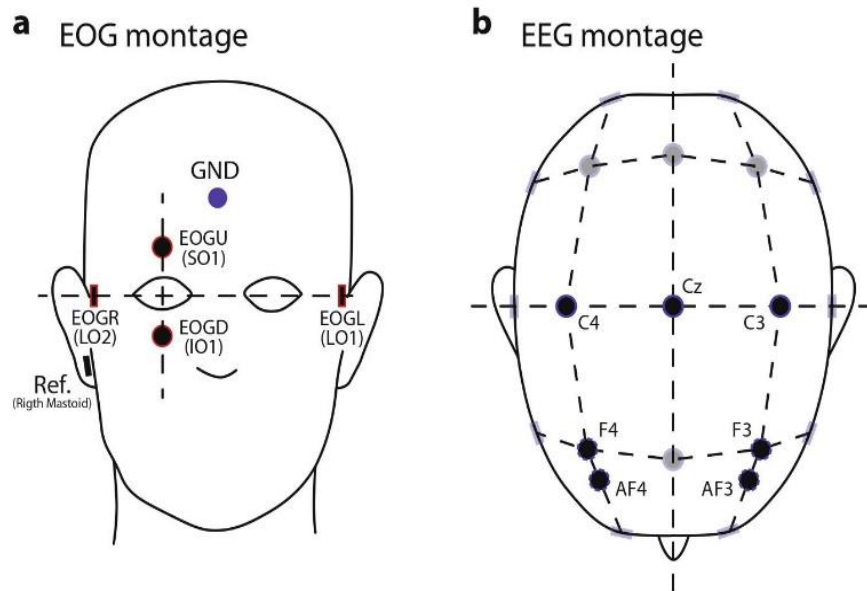 a EOG montage
GND
EOGU
(SO1)
EOGR
(LO2)
EOGD
(IO1)
EOGL
(LO1)
Ref.
(Rigth Mastoid)
b EEG montage
Cz
C4
C3
F4
F3
AF4
AF3